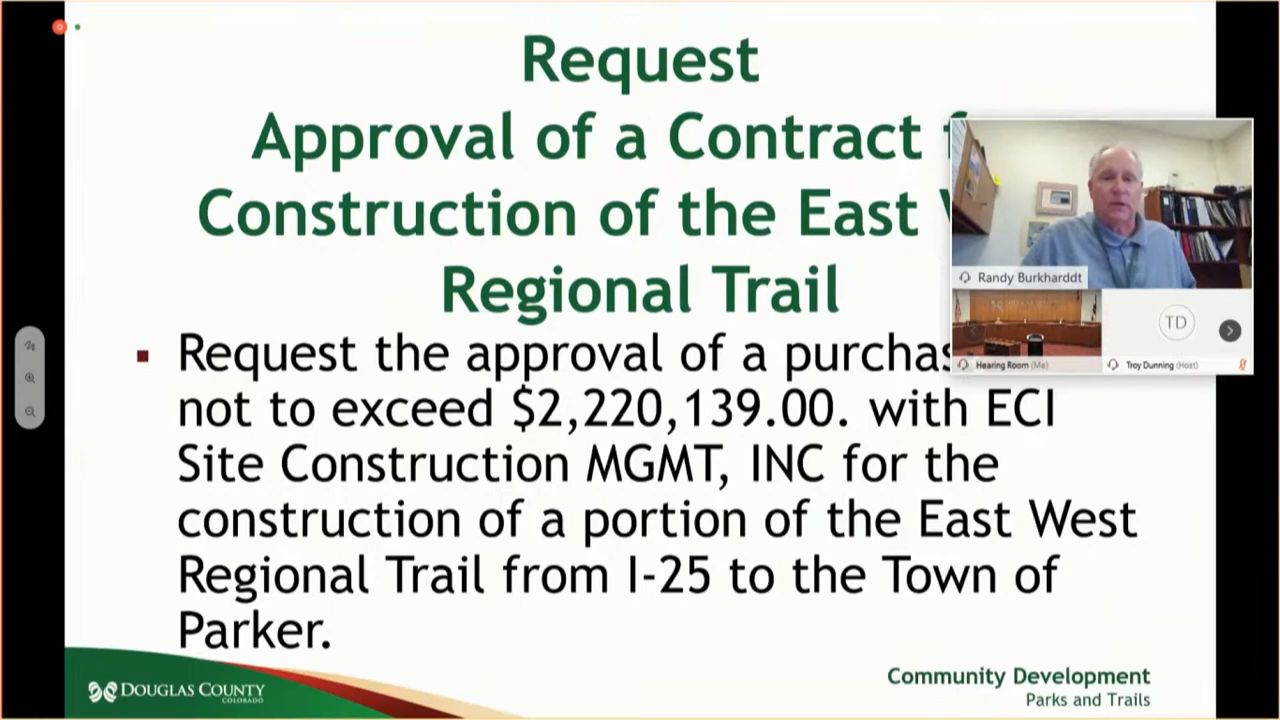 Request
Approval of a Contract
Construction of the East
Regional Trail
Request the approval of a
not to exceed $2,220,139.00. with ECI
Site Construction MGMT, INC for the
construction of a portion of the East West
Regional Trail from I-25 to the Town of
Parker.
Randy Burkharddt
TD
Hearing Room (Me)
Troy Dunning (Host)
DOUGLAS COUNTY
COLORADO
Community Development
Parks and Trails